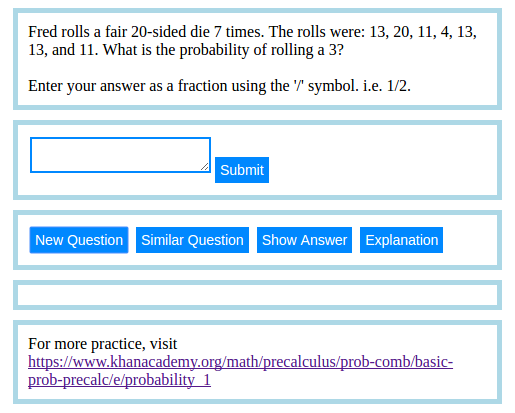 Fred rolls a fair 20-sided die 7 times. The rolls were: 13, 20, 11, 4, 13,
13, and 11. What is the probability of rolling a 3?
Enter your answer as a fraction using the '/' symbol. i.e. 1/2.
Submit
New Question Similar Question Show Answer Explanation
For more practice, visit
https://www.khanacademy.org/math/precalculus/prob-comb/basic-
prob-precalc/e/probability_1